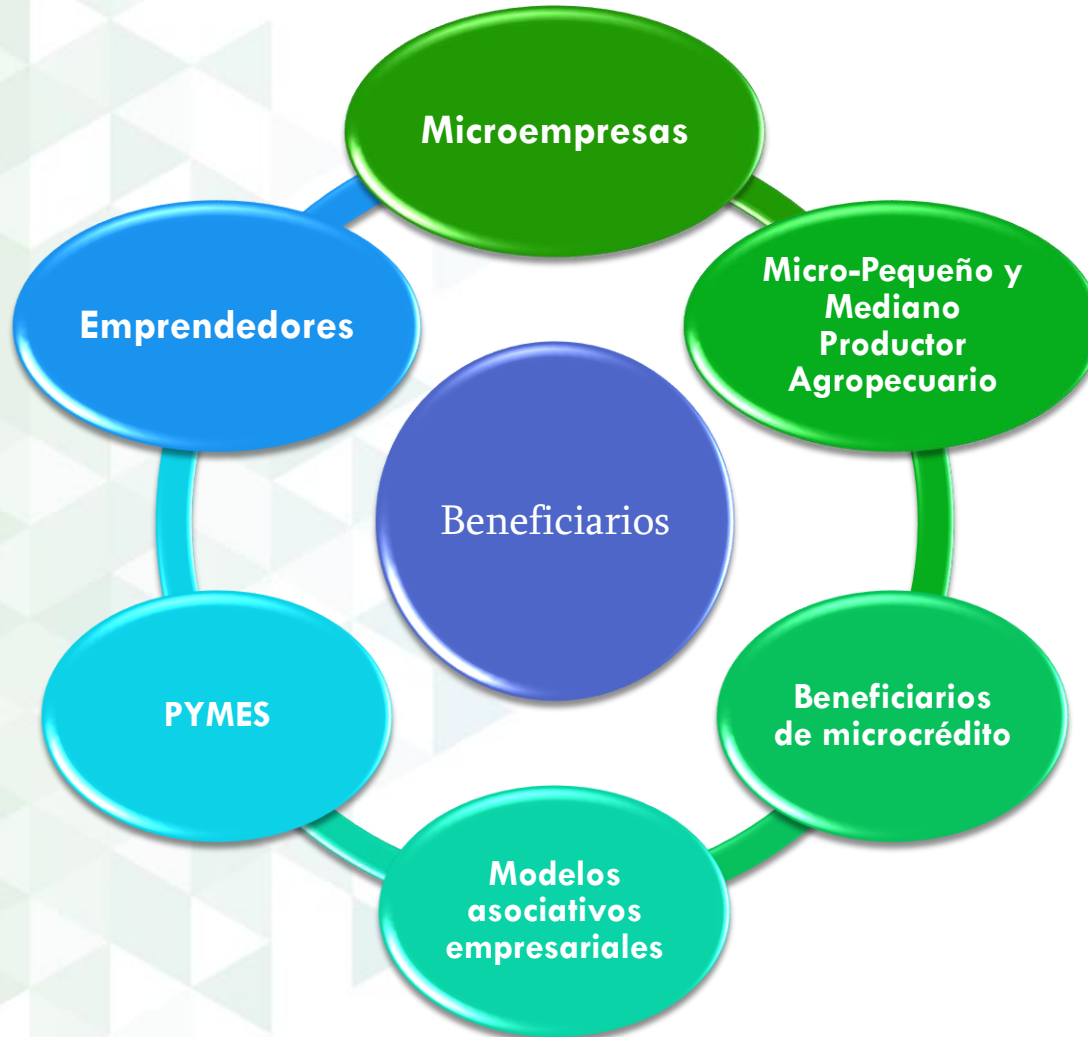 Microempresas
Micro-Pequeño y
Mediano
Productor
Agropecuario
Beneficiarios
de microcrédito
Modelos
asociativos
empresariales
PYMES
Emprendedores
Beneficiarios